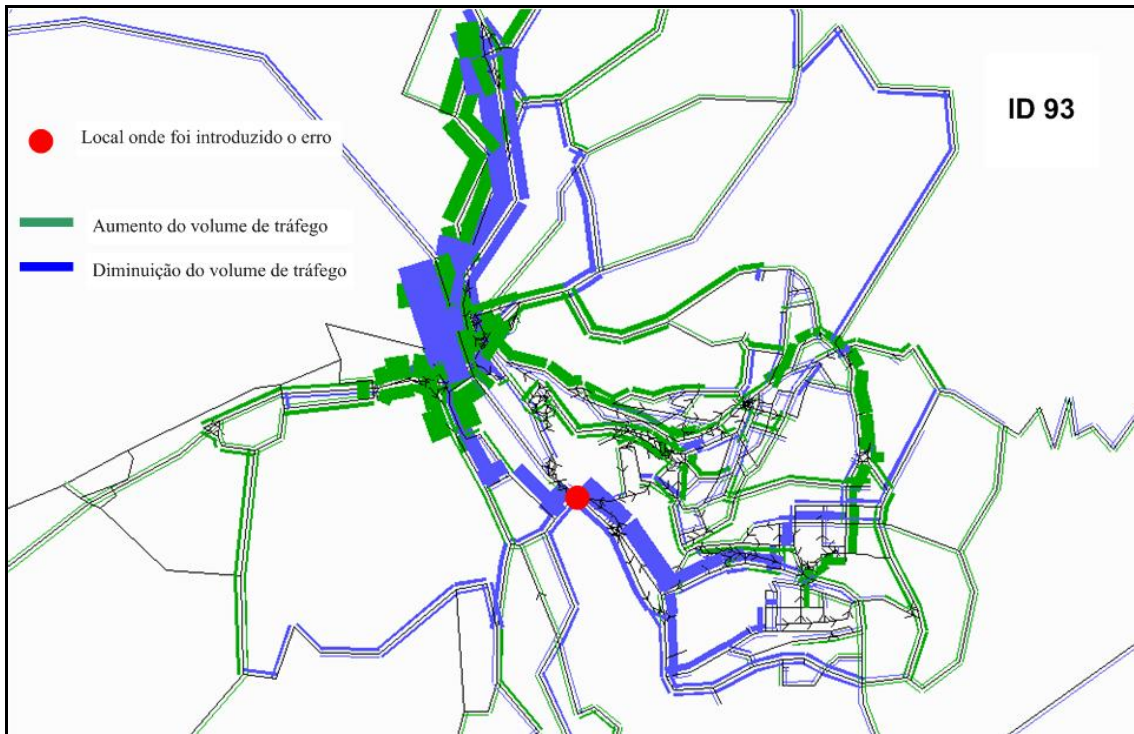 ID 93
Local onde foi introduzido o erro
Aumento do volume de tráfego
Diminuição do volume de tráfego